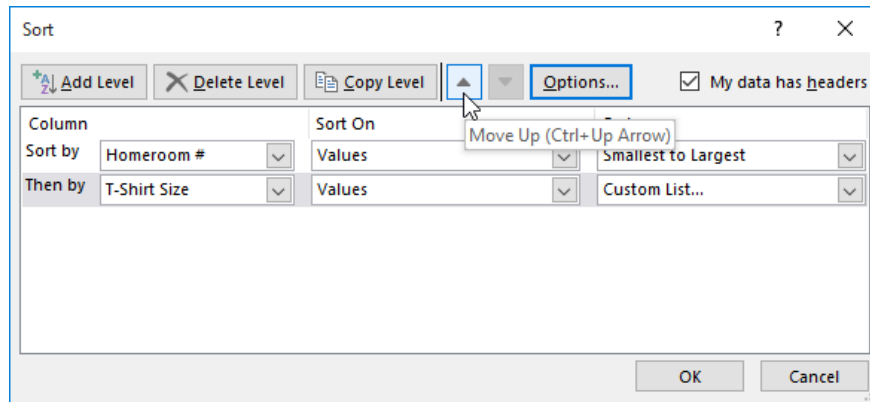 Sort ?
Add Level Delete Level Copy Level Options... My data has headers
Column Sort On
Move Up (Ctrl+Up Arrow)
Sort by Homeroom # Values Smallest to Largest
Then by T-Shirt Size Values Custom List...
OK Cancel